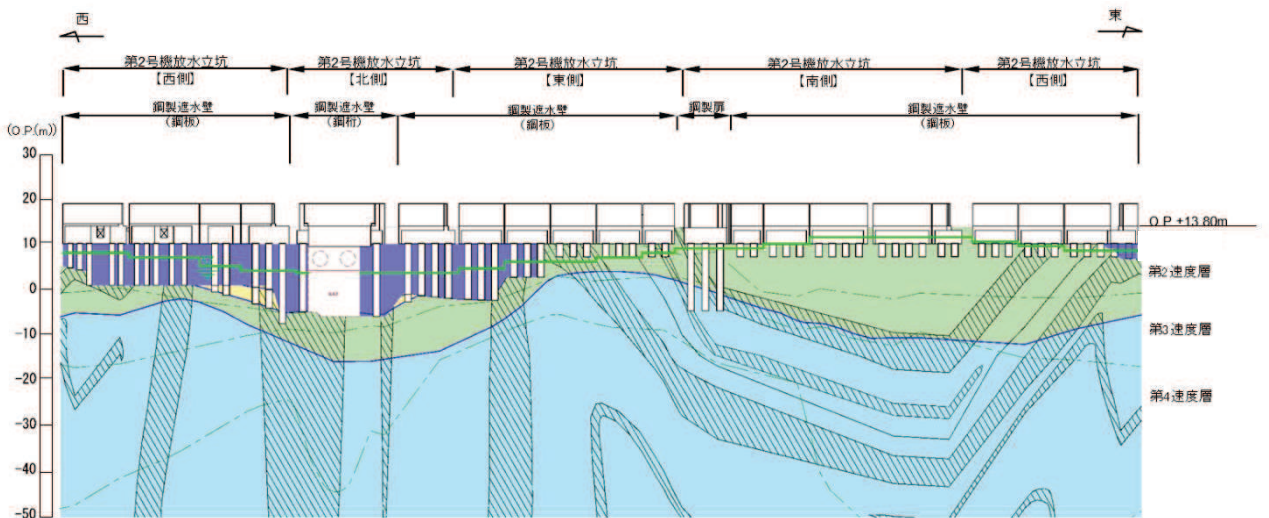 西
東
第2号機放水立坑
【西側】
第2号機放水立坑
【北側】
第2号機放水立坑
【東側】
第2号機放水立坑
【南側】
第2号機放水立坑
【西側】
鋼製遮水壁
(鋼板)
鋼製遮水壁
(鋼桁)
鋼製遮水壁
(鋼板)
鋼製扉
鋼製遮水壁
(鋼板)
(O.P.(m))
30
20
10
0
-10
-20
-30
-40
-50
O.P.+13.80m
第2速度層
第3速度層
第4速度層